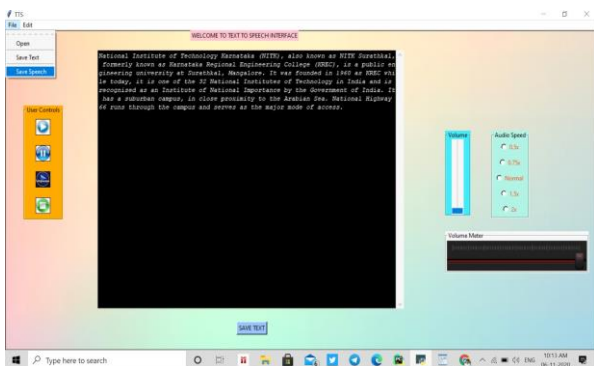 TTS
File Edit
WELCOME TO TEXT TO SPEECH INTERFACE
Open
Save Text
Save Speech
National Institute of Technology Karnataka (NITK), also known as NITK Surathkal,
formerly known as Karnataka Regional Engineering College (KREC), is a public en
gineering university at Surathkal, Mangalore. It was founded in 1960 as KREC whi
le today, it is one of the 31 National Institutes of Technology in India and is
recognised as an Institute of National Importance by the Government of India. It
has a suburban campus, in close proximity to the Arabian Sea. National Highway
66 runs through the campus and serves as the major mode of access.
User Controls
Volume
Audio Speed
0.5x
0.75x
Normal
1.5x
2x
Volume Meter
SAVE TEXT
Type here to search
ENG
10:13 AM
06-11-2020